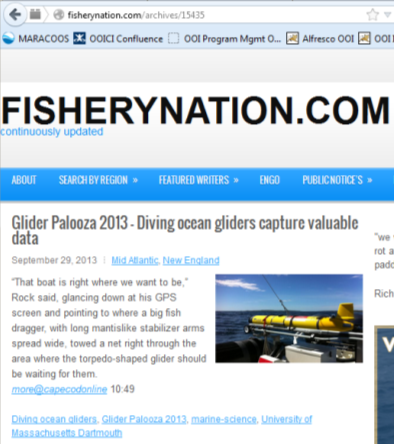 fisherynation.com/archives/15435
MARACOOS OOICI Confluence OOI Program Mgmt O... Alfresco OOI OOI
FISHERYNATION.COM
continuously updated
ABOUT SEARCH BY REGION » FEATURED WRITERS » ENGO PUBLIC NOTICE'S »
Glider Palooza 2013 - Diving ocean gliders capture valuable
data
September 29, 2013 | Mid Atlantic, New England
"That boat is right where we want to be,"
Rock said, glancing down at his GPS
screen and pointing to where a big fish
dragger, with long mantislike stabilizer arms
spread wide, towed a net right through the
area where the torpedo-shaped glider should
be waiting for them.
more@capecodonline 10:49
Diving ocean gliders, Glider Palooza 2013, marine-science, University of
Massachusetts Dartmouth
"we
rot a
padd
Rich